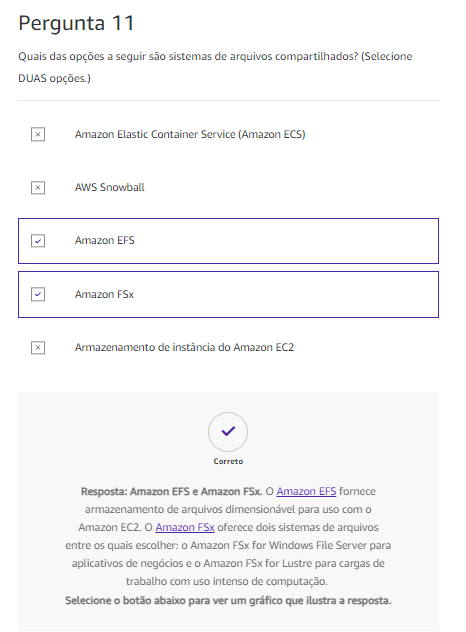 Pergunta 11
Quais das opções a seguir são sistemas de arquivos compartilhados? (Selecione
DUAS opções.)
Amazon Elastic Container Service (Amazon ECS)
AWS Snowball
Amazon EFS
Amazon FSx
Armazenamento de instância do Amazon EC2
Correto
Resposta: Amazon EFS e Amazon FSx. O Amazon EFS fornece
armazenamento de arquivos dimensionável para uso com o
Amazon EC2. O Amazon FSx oferece dois sistemas de arquivos
entre os quais escolher: o Amazon FSx for Windows File Server para
aplicativos de negócios e o Amazon FSx for Lustre para cargas de
trabalho com uso intenso de computação.
Selecione o botão abaixo para ver um gráfico que ilustra a resposta.